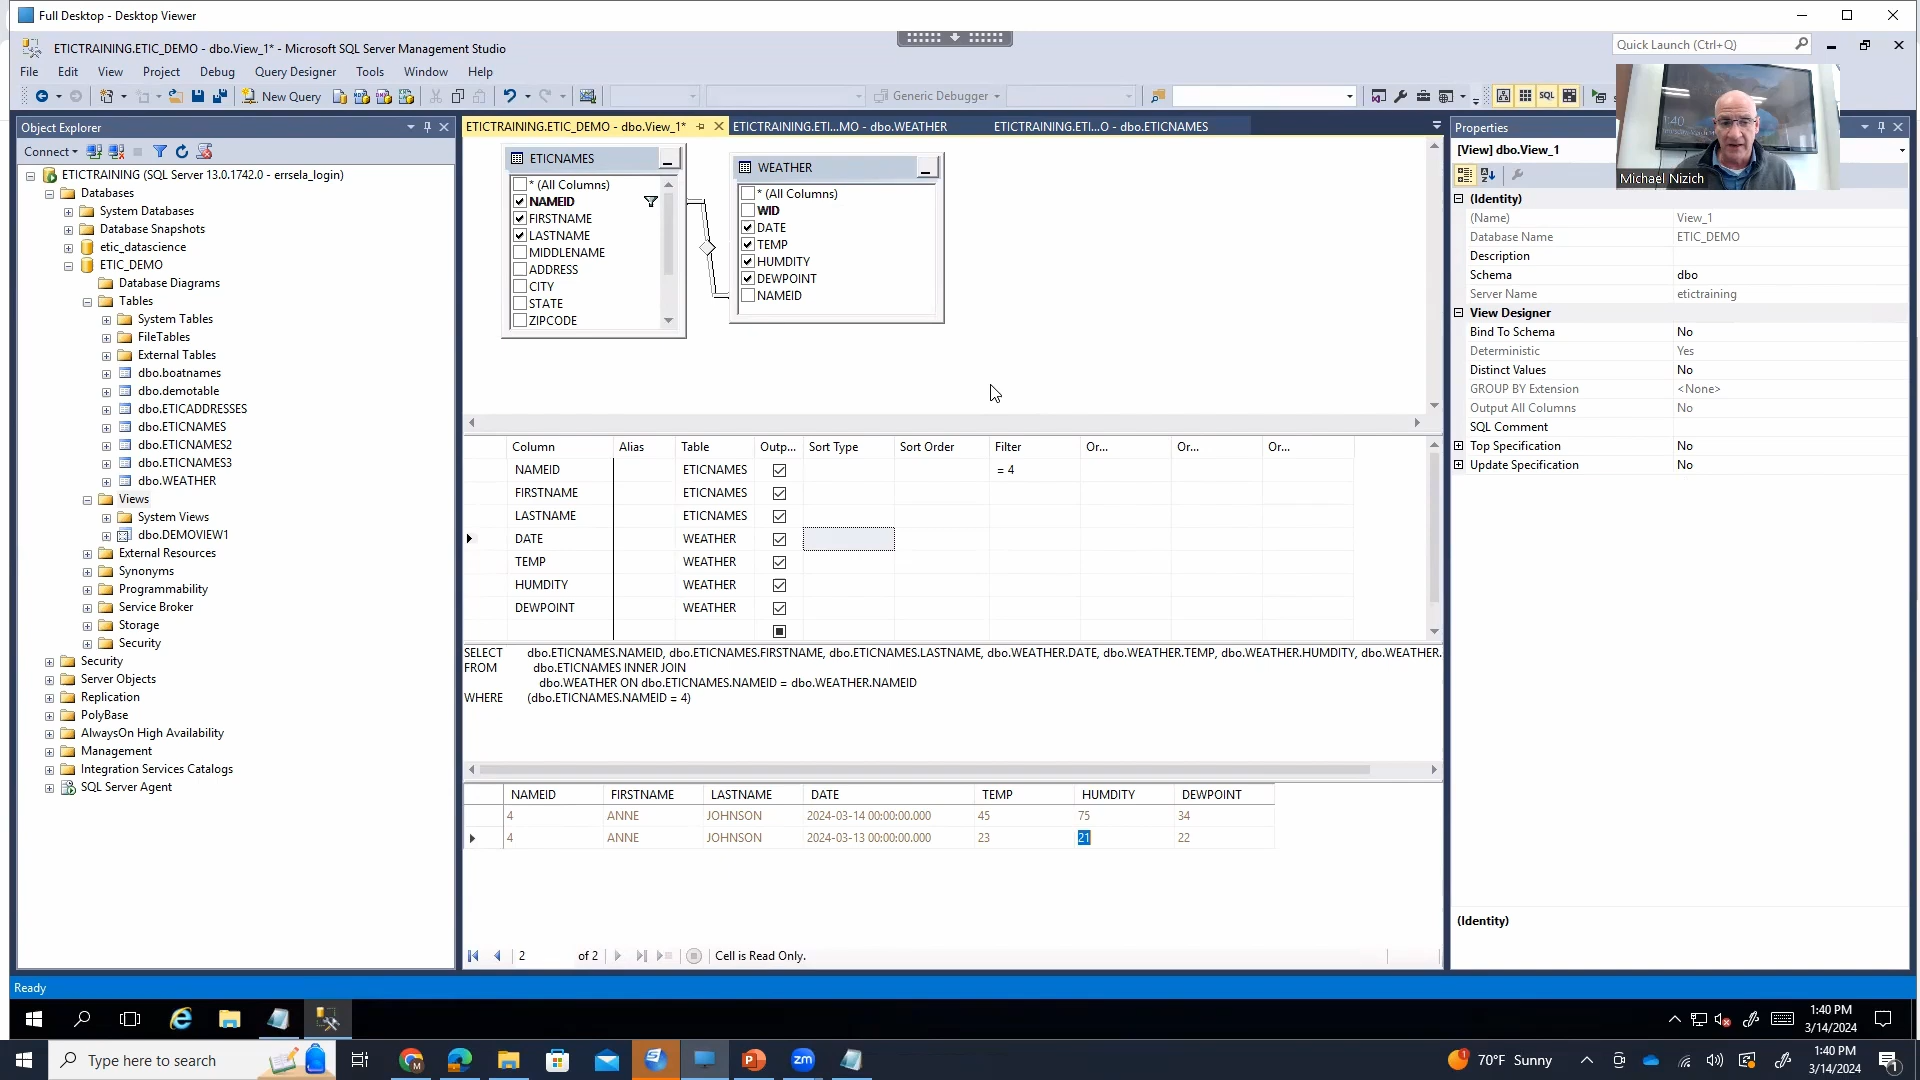 Full Desktop - Desktop Viewer
ETICTRAINING.ETIC_DEMO - dbo.View_1* - Microsoft SQL Server Management Studio
Quick Launch (Ctrl+Q)
File Edit View Project Debug Query Designer Tools Window Help
New Query
Generic Debugger
SQL
Object Explorer
Connect
ETICTRAINING (SQL Server 13.0.1742.0 - errsela_login)
Databases
System Databases
Database Snapshots
etic_datascience
ETIC_DEMO
Database Diagrams
Tables
System Tables
FileTables
External Tables
dbo.boatnames
dbo.demotable
dbo.ETICADDRESSES
dbo.ETICNAMES
dbo.ETICNAMES2
dbo.ETICNAMES3
dbo.WEATHER
Views
System Views
dbo.DEMOVIEW1
External Resources
Synonyms
Programmability
Service Broker
Storage
Security
Security
Server Objects
Replication
PolyBase
AlwaysOn High Availability
Management
Integration Services Catalogs
SQL Server Agent
ETICTRAINING.ETIC_DEMO - dbo.View_1*
ETICTRAINING.ETI...MO - dbo.WEATHER
ETICTRAINING.ETI...O - dbo.ETICNAMES
ETICNAMES
* (All Columns)
NAMEID
FIRSTNAME
LASTNAME
MIDDLENAME
ADDRESS
CITY
STATE
ZIPCODE
WEATHER
* (All Columns)
WID
DATE
TEMP
HUMDITY
DEWPOINT
NAMEID
Column Alias Table Outp... Sort Type Sort Order Filter Or... Or... Or...
NAMEID ETICNAMES = 4
FIRSTNAME ETICNAMES
LASTNAME ETICNAMES
DATE WEATHER
TEMP WEATHER
HUMDITY WEATHER
DEWPOINT WEATHER
SELECT dbo.ETICNAMES.NAMEID, dbo.ETICNAMES.FIRSTNAME, dbo.ETICNAMES.LASTNAME, dbo.WEATHER.DATE, dbo.WEATHER.TEMP, dbo.WEATHER.HUMDITY, dbo.WEATHER.
FROM dbo.ETICNAMES INNER JOIN
dbo.WEATHER ON dbo.ETICNAMES.NAMEID = dbo.WEATHER.NAMEID
WHERE (dbo.ETICNAMES.NAMEID = 4)
NAMEID FIRSTNAME LASTNAME DATE TEMP HUMDITY DEWPOINT
4 ANNE JOHNSON 2024-03-14 00:00:00.000 45 75 34
4 ANNE JOHNSON 2024-03-13 00:00:00.000 23 21 22
2 of 2 Cell is Read Only.
Properties
[View] dbo.View_1
Michael Nizich
(Identity)
(Name) View_1
Database Name ETIC_DEMO
Description
Schema dbo
Server Name etictraining
View Designer
Bind To Schema No
Deterministic Yes
Distinct Values No
GROUP BY Extension <None>
Output All Columns No
SQL Comment
Top Specification No
Update Specification No
(Identity)
Ready
1:40 PM
3/14/2024
Type here to search
70°F Sunny
1:40 PM
3/14/2024